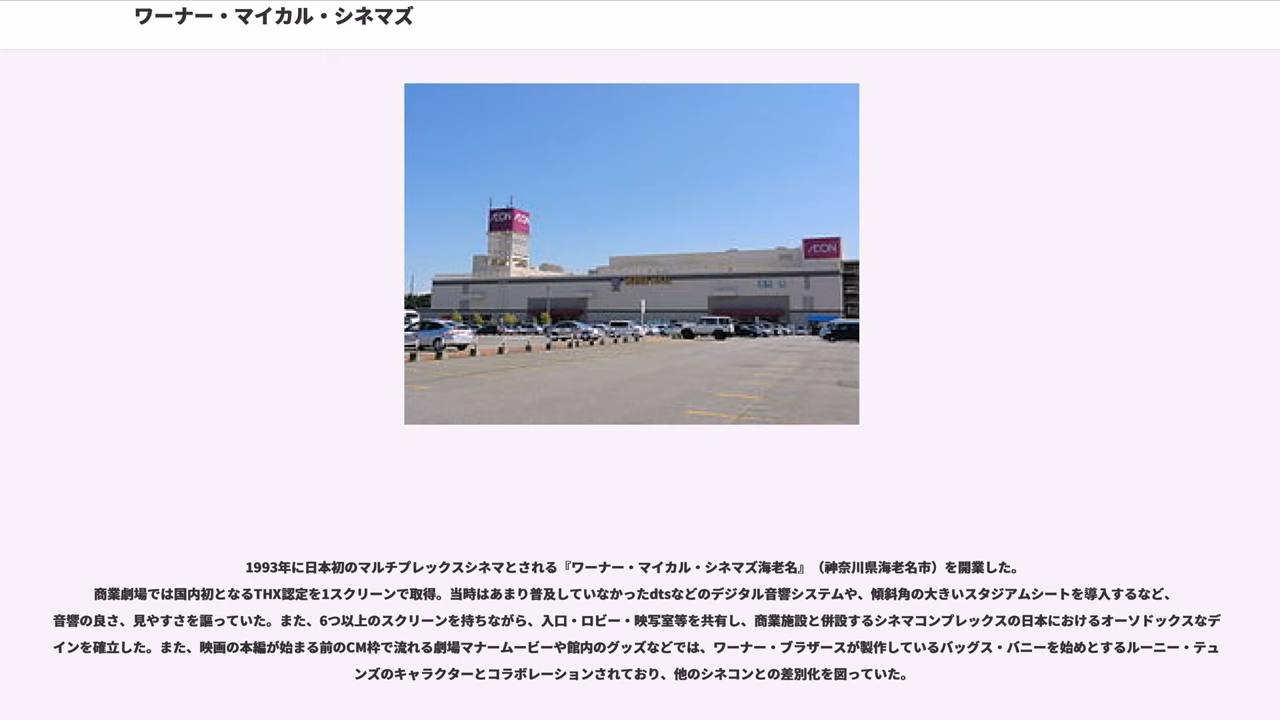 ワーナー・マイカル・シネマズ
ÆON ÆON
ÆON
1993年に日本初のマルチプレックスシネマとされる『ワーナー・マイカル・シネマズ海老名』（神奈川県海老名市）を開業した。
商業劇場では国内初となるTHX認定を1スクリーンで取得。当時はあまり普及していなかったdtsなどのデジタル音響システムや、傾斜角の大きいスタジアムシートを導入するなど、
音響の良さ、見やすさを謳っていた。また、6つ以上のスクリーンを持ちながら、入口・ロビー・映写室等を共有し、商業施設と併設するシネマコンプレックスの日本におけるオーソドックスなデ
インを確立した。また、映画の本編が始まる前のCM枠で流れる劇場マナームービーや館内のグッズなどでは、ワーナー・ブラザースが製作しているバッグス・バニーを始めとするルーニー・テュ
ンズのキャラクターとコラボレーションされており、他のシネコンとの差別化を図っていた。